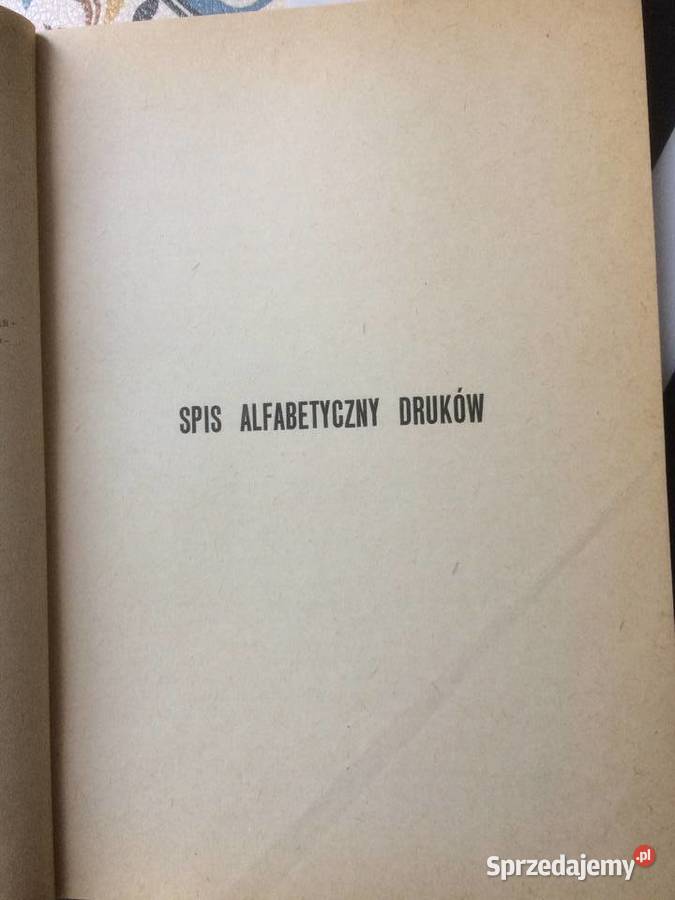 SPIS ALFABETYCZNY DRUKÓW
Sprzedajemy.pl